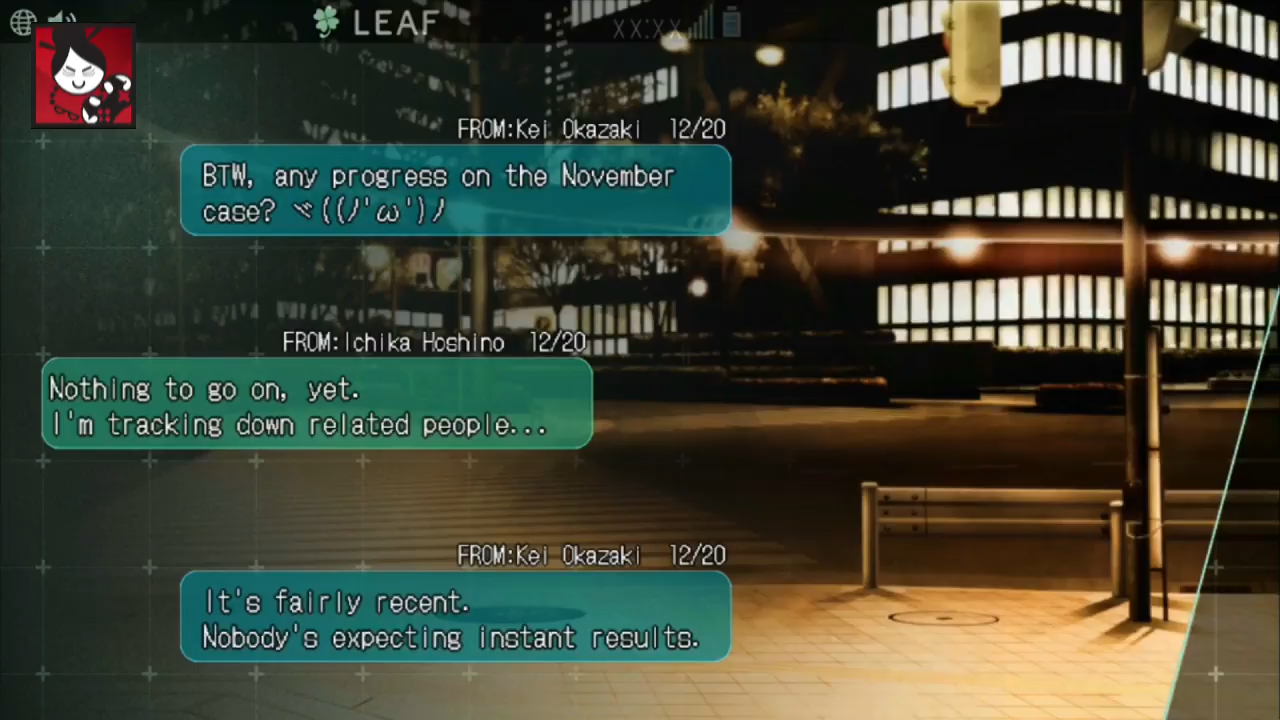 LEAF
XX:XX
FROM:Kei Okazaki 12/20
BTW, any progress on the November
case? ヾ((ﾉ'ω')ﾉ
FROM:Ichika Hoshino 12/20
Nothing to go on, yet.
I'm tracking down related people...
FROM:Kei Okazaki 12/20
It's fairly recent.
Nobody's expecting instant results.